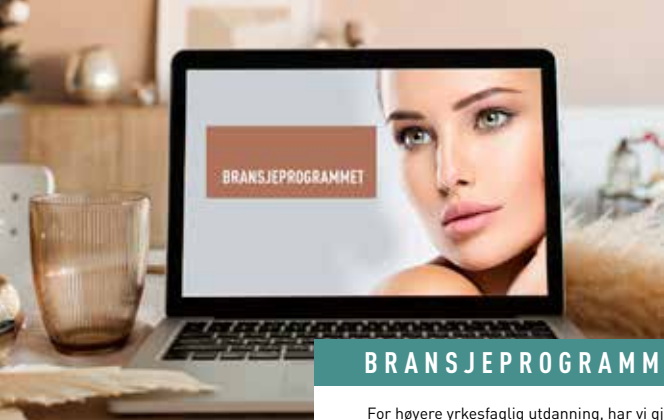 BRANSJEPROGRAMMET
BRANSJEPROGRAMM
For høyere yrkesfaglig utdanning, har vi gj